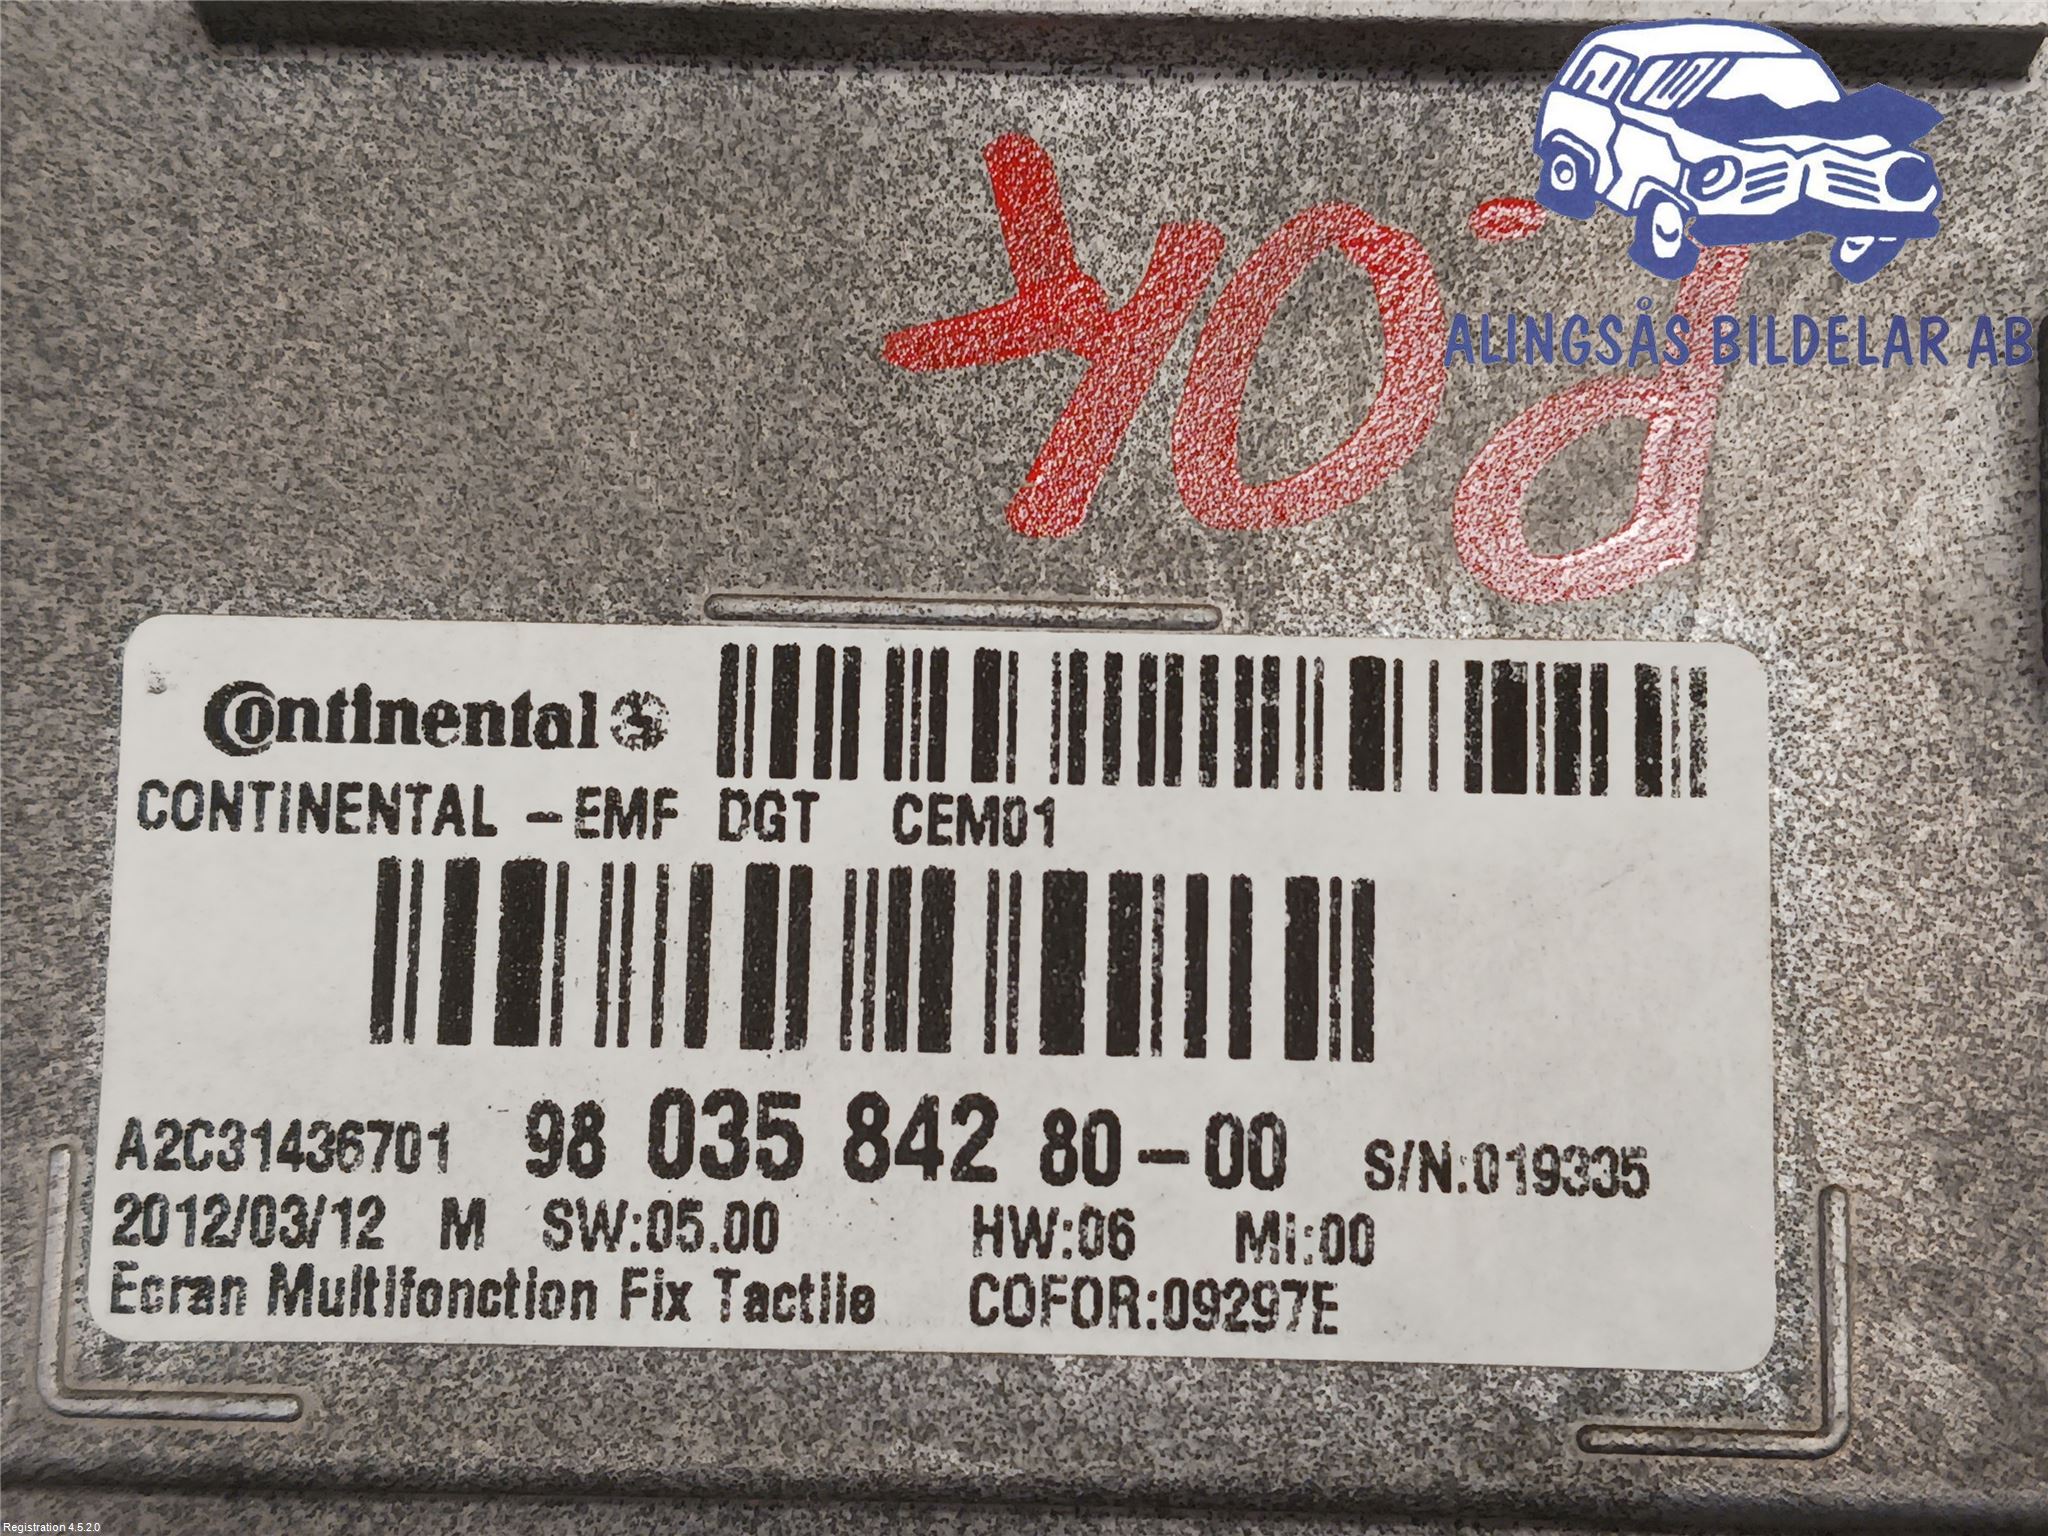 ALINGSÅS BILDELAR AB
Continental
CONTINENTAL -EMF DGT CEM01
A2C31436701 98 035 842 80-00 S/N:019335
2012/03/12 M SW:05.00 HW:06 MI:00
Ecran Multifonction Fix Tactile COFOR:09297E
Registration 4.5.2.0